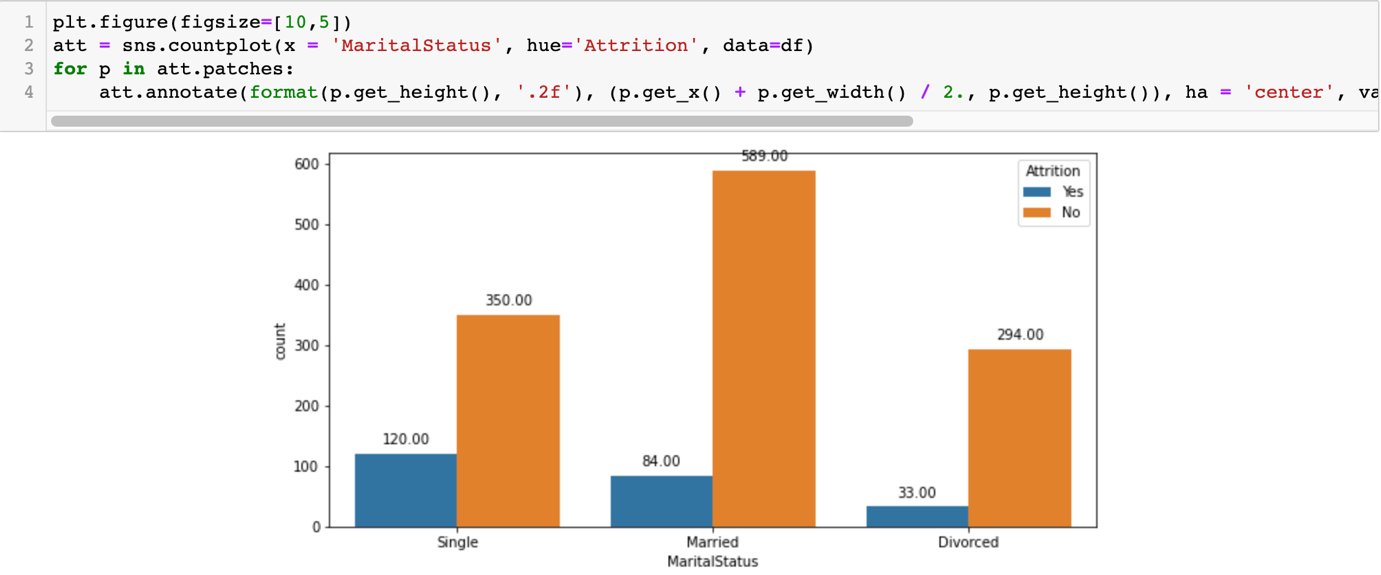 1 plt.figure(figsize=[10,5])
2 att = sns.countplot(x = 'MaritalStatus', hue='Attrition', data=df)
3 for p in att.patches:
4 att.annotate(format(p.get_height(), '.2f'), (p.get_x() + p.get_width() / 2., p.get_height()), ha = 'center', va
589.00
600
Attrition
Yes
No
500
400
350.00
count
300
294.00
200
120.00
100
84.00
33.00
0
Single Married Divorced
MaritalStatus